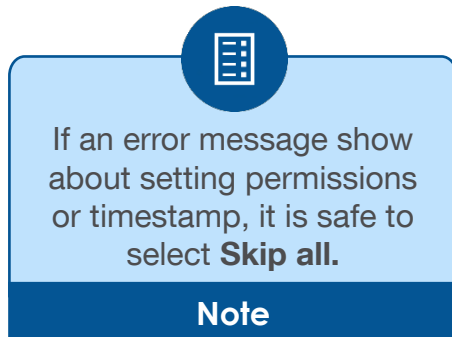 If an error message show
about setting permissions
or timestamp, it is safe to
select Skip all.
Note